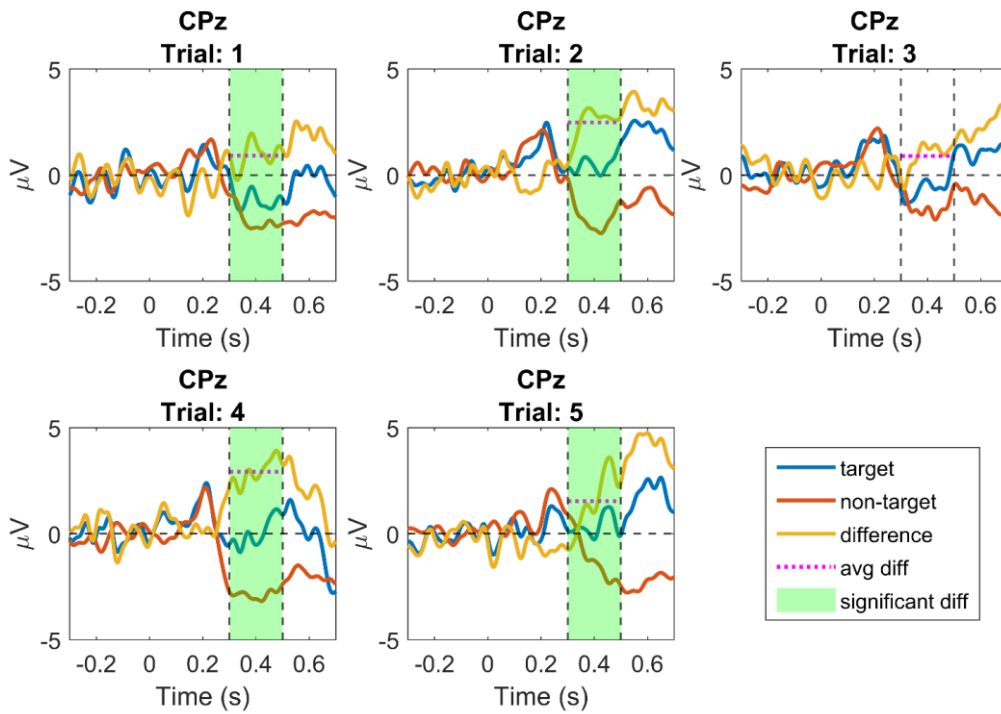 CPz
Trial: 1
CPz
Trial: 2
CPz
Trial: 3
5
0
-5
μV
-0.2 0 0.2 0.4 0.6
Time (s)
5
0
-5
μV
-0.2 0 0.2 0.4 0.6
Time (s)
5
0
-5
μV
-0.2 0 0.2 0.4 0.6
Time (s)
CPz
Trial: 4
CPz
Trial: 5
5
0
-5
μV
-0.2 0 0.2 0.4 0.6
Time (s)
5
0
-5
μV
-0.2 0 0.2 0.4 0.6
Time (s)
target
non-target
difference
avg diff
significant diff